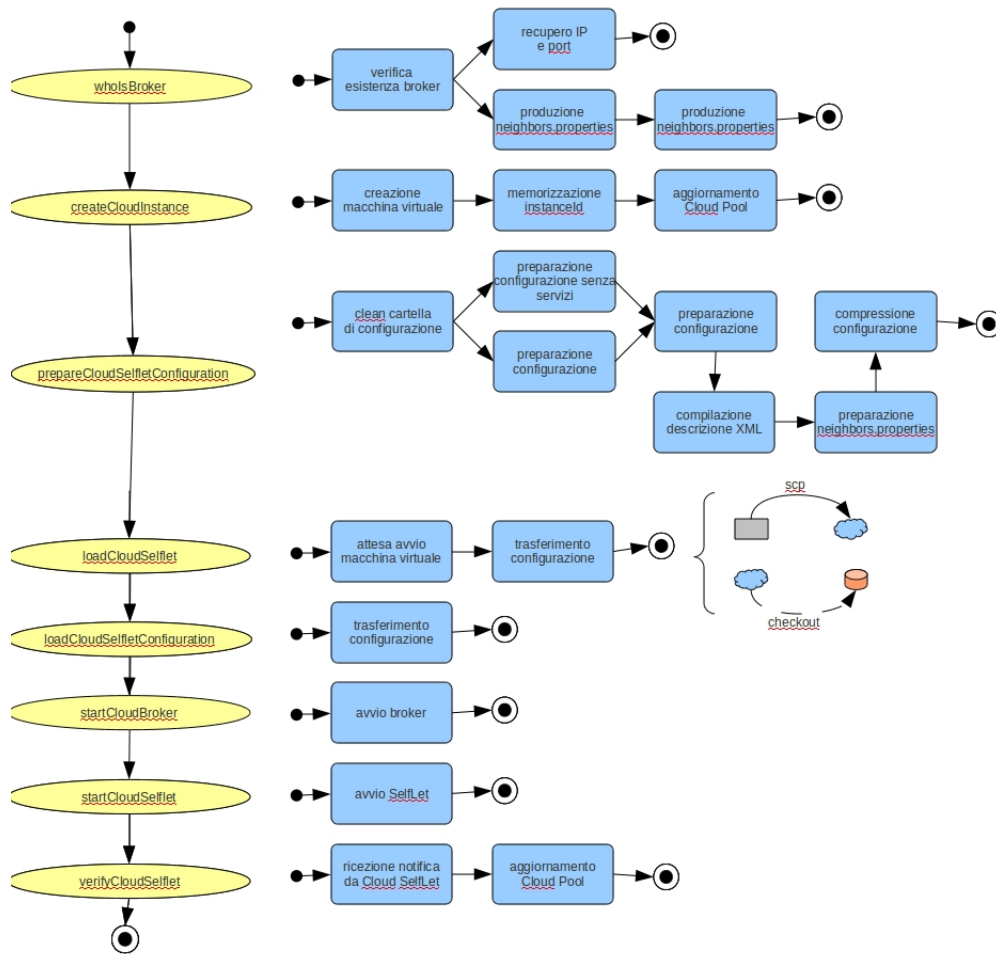 whoIsBroker
verifica
esistenza broker
recupero IP
e port
produzione
neighbors.properties
produzione
neighbors.properties
createCloudInstance
creazione
macchina virtuale
memorizzazione
instanceId
aggiornamento
Cloud Pool
prepareCloudSelfletConfiguration
clean cartella
di configurazione
preparazione
configurazione senza
servizi
preparazione
configurazione
preparazione
configurazione
compilazione
descrizione XML
preparazione
neighbors.properties
compressione
configurazione
loadCloudSelflet
attesa avvio
macchina virtuale
trasferimento
configurazione
scp
checkout
loadCloudSelfletConfiguration
trasferimento
configurazione
startCloudBroker
avvio broker
startCloudSelflet
avvio SelfLet
verifyCloudSelflet
ricezione notifica
da Cloud SelfLet
aggiornamento
Cloud Pool